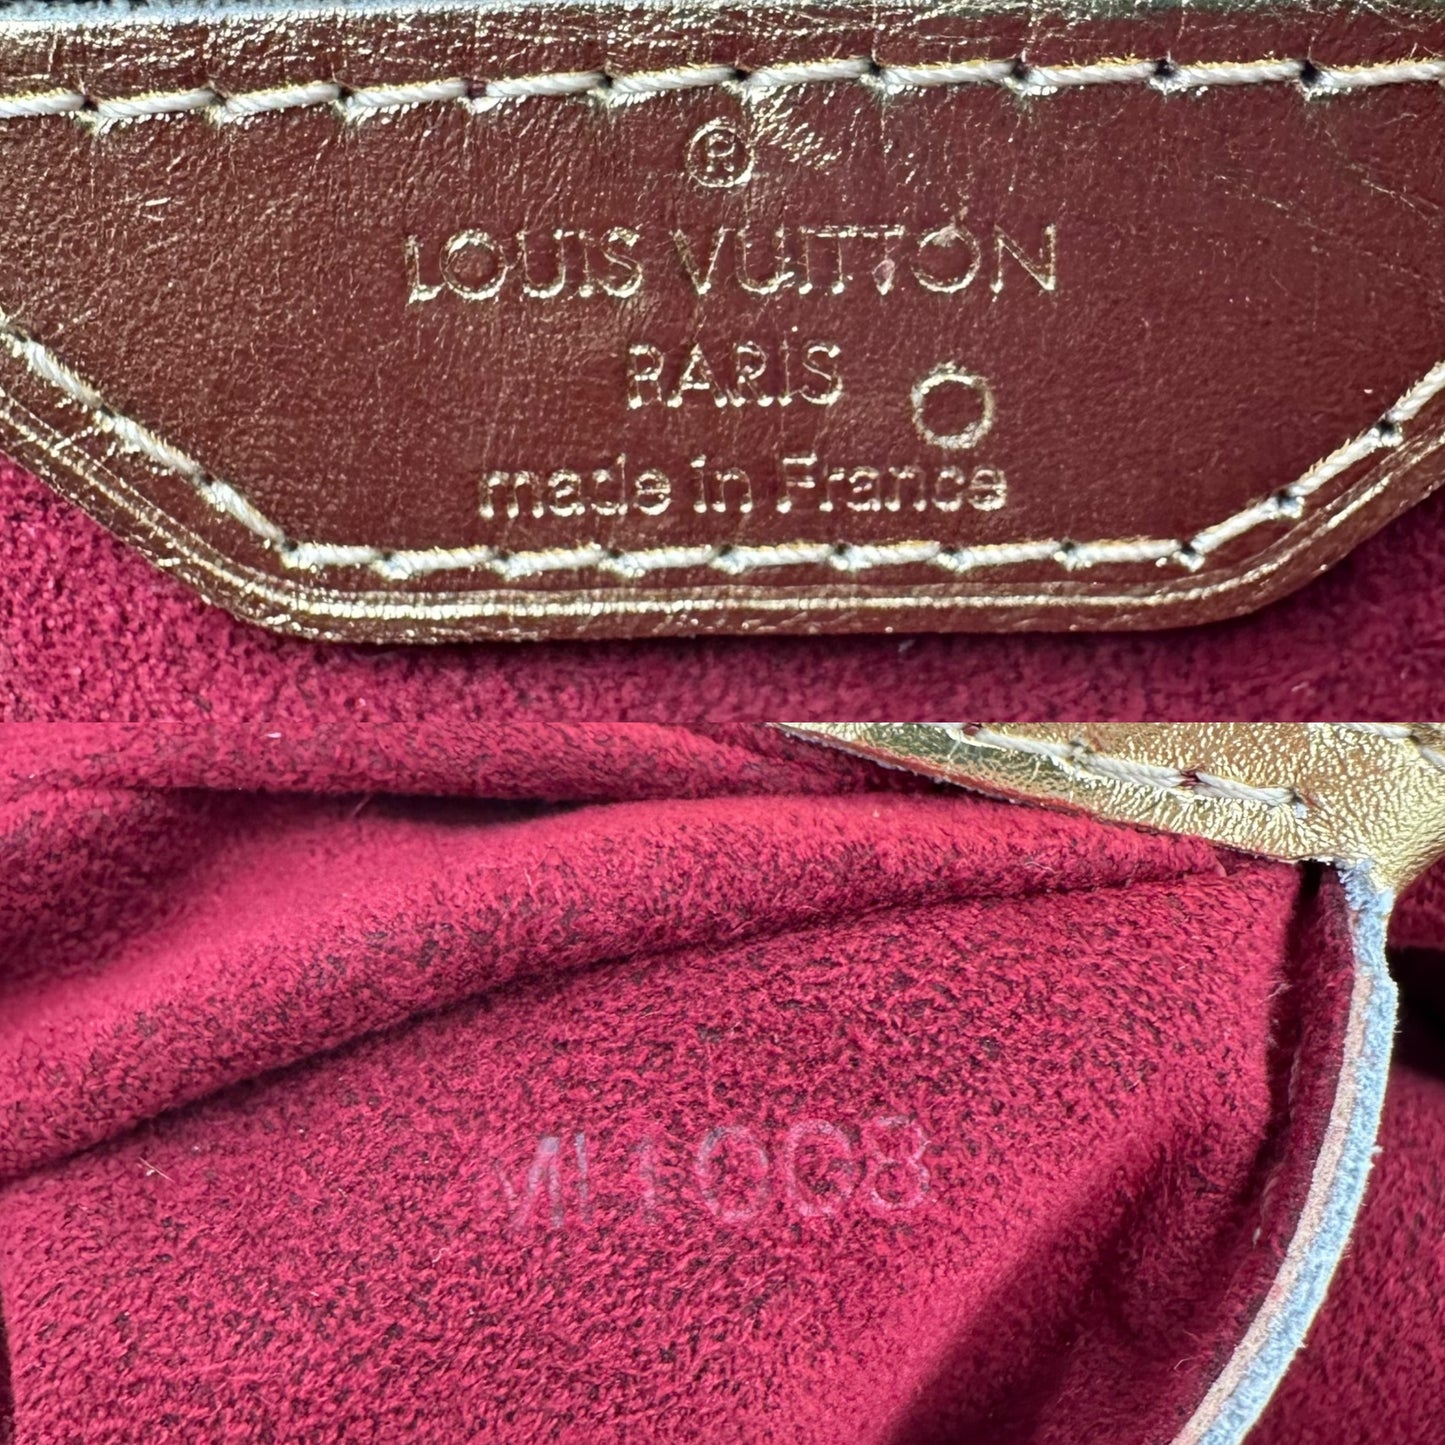 ®
LOUIS VUITTON
PARIS
made in France
MI1008